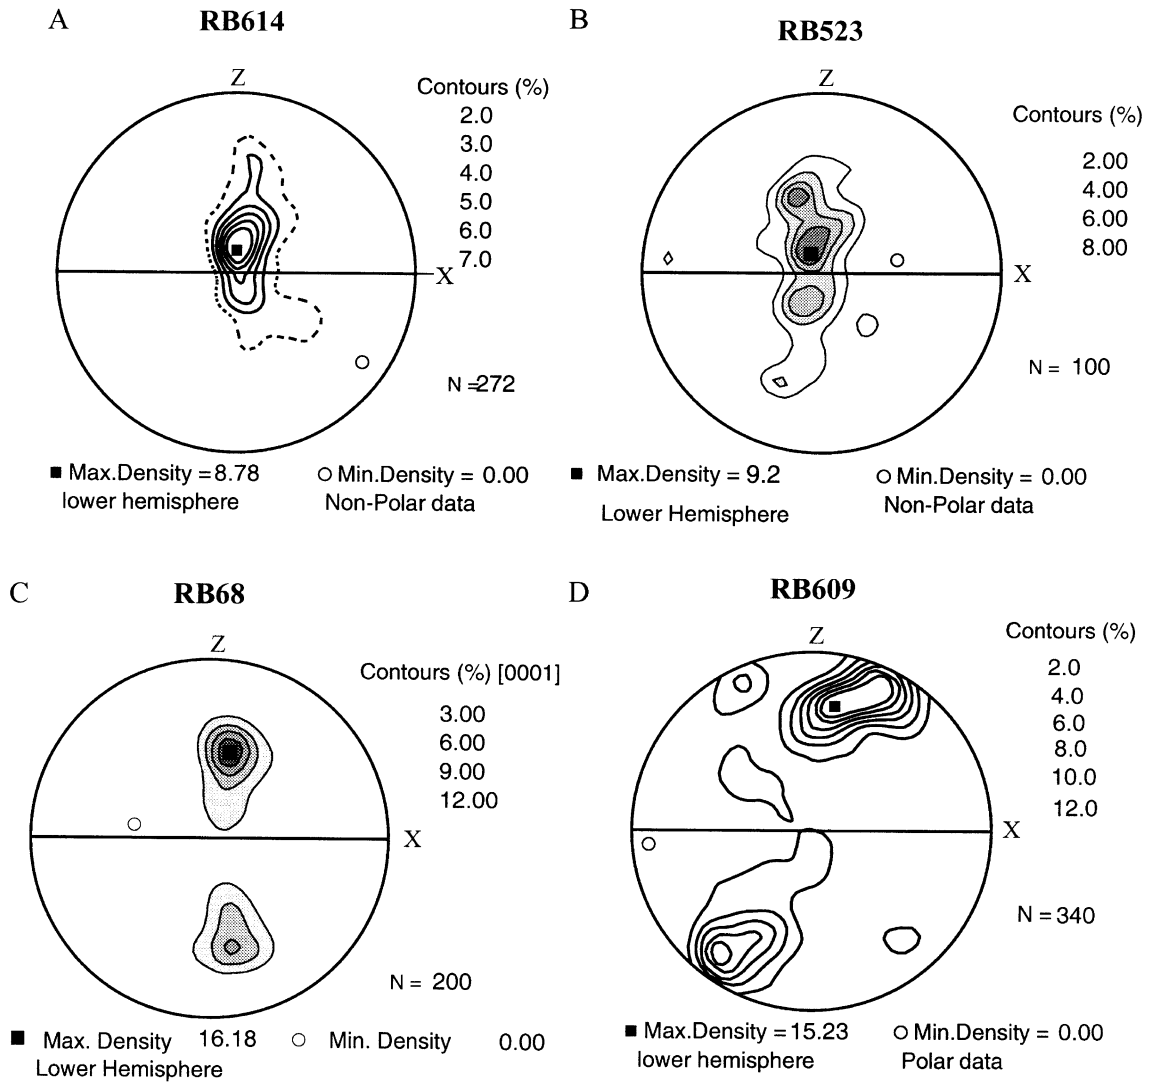 A
RB614
Z
Contours (%)
2.0
3.0
4.0
5.0
6.0
7.0
X
N =272
Max.Density = 8.78
Min.Density = 0.00
lower hemisphere
Non-Polar data
B
RB523
Z
Contours (%)
2.00
4.00
6.00
8.00
X
N = 100
Max.Density = 9.2
Min.Density = 0.00
Lower Hemisphere
Non-Polar data
C
RB68
Z
Contours (%) [0001]
3.00
6.00
9.00
12.00
X
N = 200
Max. Density 16.18
Min. Density 0.00
Lower Hemisphere
D
RB609
Z
Contours (%)
2.0
4.0
6.0
8.0
10.0
12.0
X
N = 340
Max.Density = 15.23
Min.Density = 0.00
lower hemisphere
Polar data